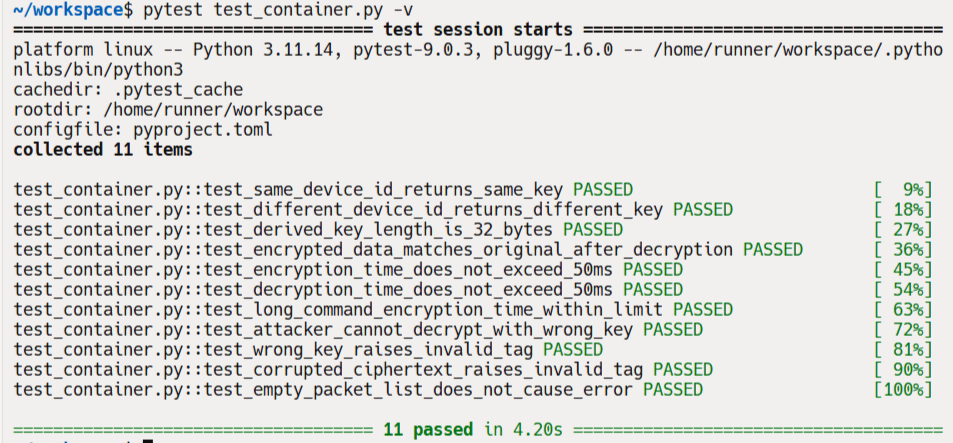 ~/workspace$ pytest test_container.py -v
==================================== test session starts ====================================
platform linux -- Python 3.11.14, pytest-9.0.3, pluggy-1.6.0 -- /home/runner/workspace/.pytho
nlibs/bin/python3
cachedir: .pytest_cache
rootdir: /home/runner/workspace
configfile: pyproject.toml
collected 11 items

test_container.py::test_same_device_id_returns_same_key PASSED                        [  9%]
test_container.py::test_different_device_id_returns_different_key PASSED              [ 18%]
test_container.py::test_derived_key_length_is_32_bytes PASSED                         [ 27%]
test_container.py::test_encrypted_data_matches_original_after_decryption PASSED       [ 36%]
test_container.py::test_encryption_time_does_not_exceed_50ms PASSED                   [ 45%]
test_container.py::test_decryption_time_does_not_exceed_50ms PASSED                   [ 54%]
test_container.py::test_long_command_encryption_time_within_limit PASSED              [ 63%]
test_container.py::test_attacker_cannot_decrypt_with_wrong_key PASSED                 [ 72%]
test_container.py::test_wrong_key_raises_invalid_tag PASSED                           [ 81%]
test_container.py::test_corrupted_ciphertext_raises_invalid_tag PASSED                [ 90%]
test_container.py::test_empty_packet_list_does_not_cause_error PASSED                 [100%]

==================================== 11 passed in 4.20s =====================================